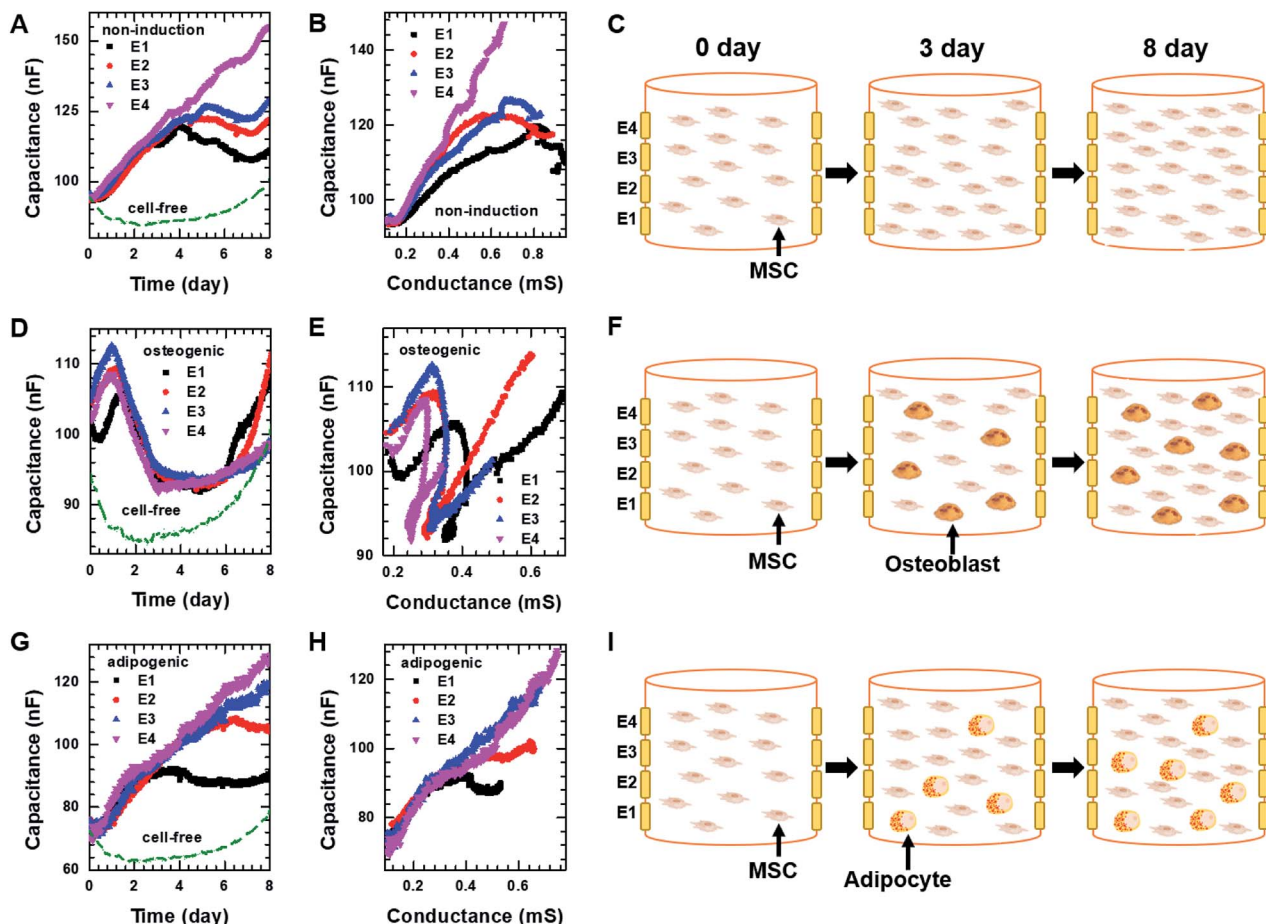 A
non-induction
E1
E2
E3
E4
cell-free
Capacitance (nF)
150
125
100
0 2 4 6 8
Time (day)
B
E1
E2
E3
E4
non-induction
Capacitance (nF)
140
120
100
0.2 0.4 0.6 0.8
Conductance (mS)
C
0 day 3 day 8 day
E4
E3
E2
E1
MSC
D
osteogenic
E1
E2
E3
E4
cell-free
Capacitance (nF)
110
100
90
0 2 4 6 8
Time (day)
E
osteogenic
E1
E2
E3
E4
Capacitance (nF)
110
100
90
0.2 0.4 0.6
Conductance (mS)
F
E4
E3
E2
E1
MSC
Osteoblast
G
adipogenic
E1
E2
E3
E4
cell-free
Capacitance (nF)
120
100
80
60
0 2 4 6 8
Time (day)
H
adipogenic
E1
E2
E3
E4
Capacitance (nF)
120
100
80
0.2 0.4 0.6
Conductance (mS)
I
E4
E3
E2
E1
MSC
Adipocyte